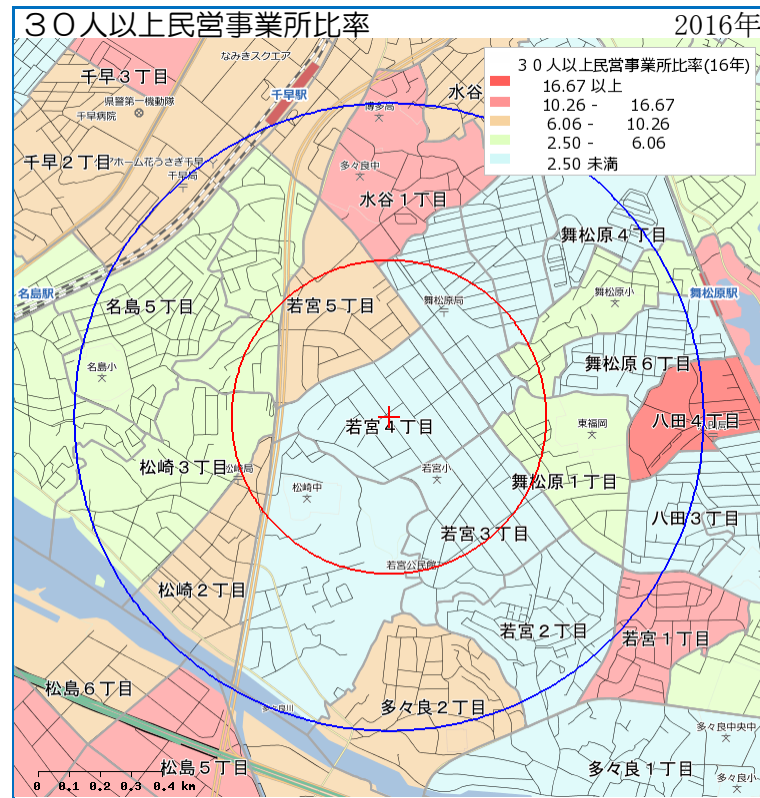 ３０人以上民営事業所比率
2016年
３０人以上民営事業所比率(16年)
16.67 以上
10.26 - 16.67
6.06 - 10.26
2.50 - 6.06
2.50 未満
なみきスクエア
千早３丁目
千早駅
水谷
県警第一機動隊
千早病院
博多局
千早２丁目
アホーム花うさぎ千早
千早局
多々良中
水谷１丁目
舞松原４丁目
名島駅
名島５丁目
若宮５丁目
舞松原局
舞松原小
舞松原駅
名島小
舞松原６丁目
若宮４丁目
東福岡
八田４丁目
松崎３丁目
松崎局
若宮小
松崎中
舞松原１丁目
若宮３丁目
八田３丁目
若宮公民館
松崎２丁目
若宮２丁目
若宮１丁目
松島６丁目
多々良川
多々良２丁目
多々良中央中
松島５丁目
多々良１丁目
多々良小
0 0.1 0.2 0.3 0.4 km